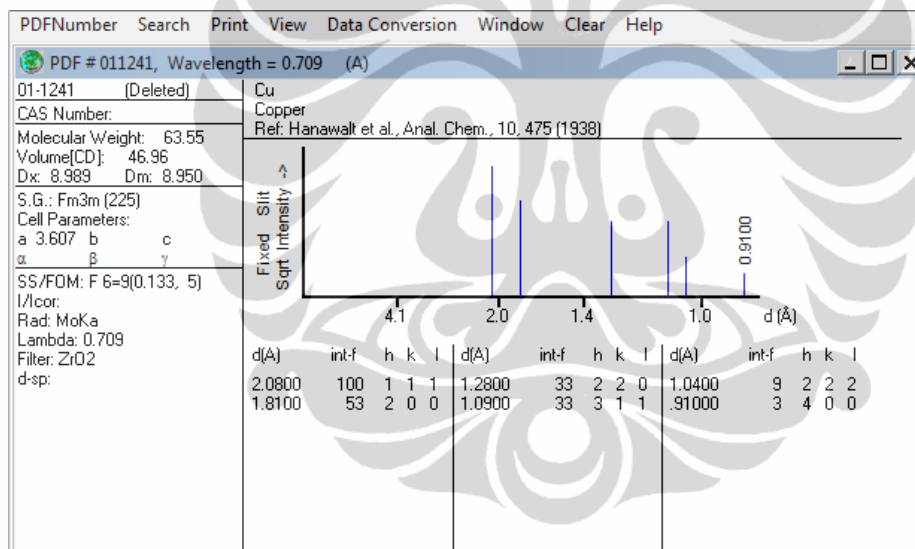 PDFNumber Search Print View Data Conversion Window Clear Help
PDF # 011241, Wavelength = 0.709 (A)
01-1241 (Deleted)
CAS Number:
Molecular Weight: 63.55
Volume[CD]: 46.96
Dx: 8.989 Dm: 8.950
S.G.: Fm3m (225)
Cell Parameters:
a 3.607 b c
α β γ
SS/FOM: F 6=9(0.133, 5)
I/Icor:
Rad: MoKa
Lambda: 0.709
Filter: ZrO2
d-sp:
Cu
Copper
Ref: Hanawalt et al., Anal. Chem., 10, 475 (1938)
Fixed Slit
Sqrt Intensity ->
0.9100
4.1 2.0 1.4 1.0 d (Å)
d(A) int-f h k l d(A) int-f h k l d(A) int-f h k l
2.0800 100 1 1 1 1.2800 33 2 2 0 1.0400 9 2 2 2
1.8100 53 2 0 0 1.0900 33 3 1 1 .91000 3 4 0 0